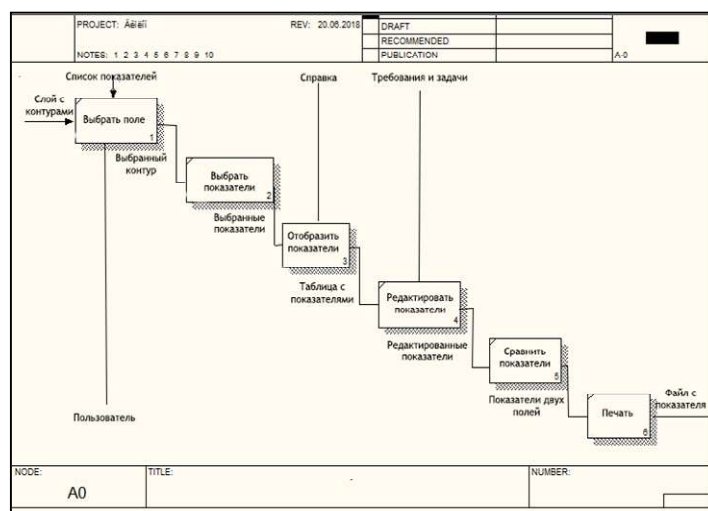 PROJECT: Áèëèîï
REV: 20.06.2018
DRAFT
RECOMMENDED
NOTES: 1 2 3 4 5 6 7 8 9 10
PUBLICATION
A-0
Список показателей
Справка
Требования и задачи
Слой с
контурами
Выбрать поле
1
Выбранный
контур
Выбрать
показатели
2
Выбранные
показатели
Отобразить
показатели
3
Таблица с
показателями
Редактировать
показатели
4
Редактированные
показатели
Сравнить
показатели
5
Показатели двух
полей
Файл с
показателя
Печать
6
Пользователь
NODE:
TITLE:
NUMBER:
A0